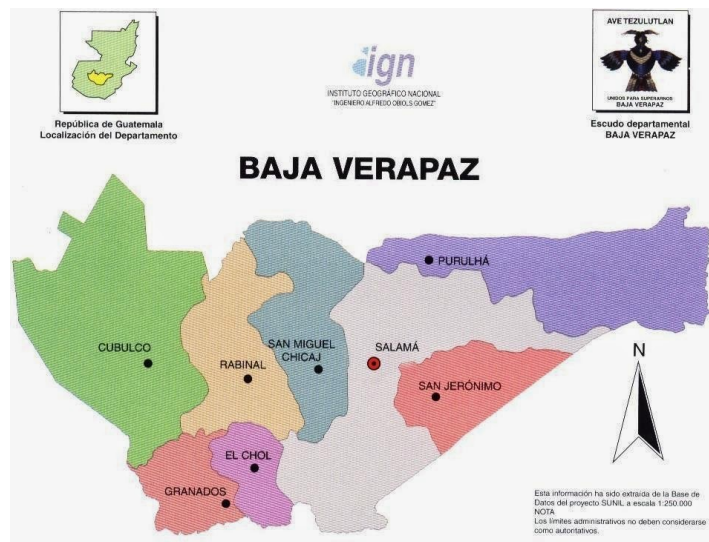 República de Guatemala
Localización del Departamento
ign
INSTITUTO GEOGRÁFICO NACIONAL
"INGENIERO ALFREDO OBIOLS GOMEZ"
AVE TEZULUTLAN
UNIDOS PARA SUPERARNOS
BAJA VERAPAZ
Escudo departamental
BAJA VERAPAZ
BAJA VERAPAZ
PURULHÁ
CUBULCO
RABINAL
SAN MIGUEL
CHICAJ
SALAMÁ
SAN JERÓNIMO
EL CHOL
GRANADOS
N
Esta información ha sido extraída de la Base de
Datos del proyecto SUNIL a escala 1:250.000
NOTA
Los límites administrativos no deben considerarse
como autoritativos.